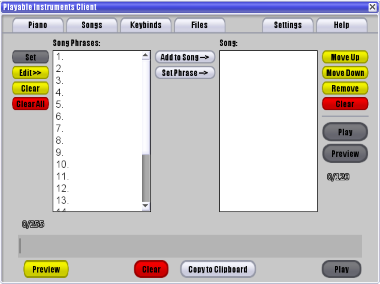 Playable Instruments Client
Piano Songs Keybinds Files Settings Help
Song Phrases: Song:
Set 1. Add to Song --> Move Up
Edit>> 2. Set Phrase --> Move Down
Clear 3. Remove
Clear All 4. Clear
5.
6.
7. Play
8.
9. Preview
10.
11. 0/120
12.
13.
14.
0/255
Preview Clear Copy to Clipboard Play